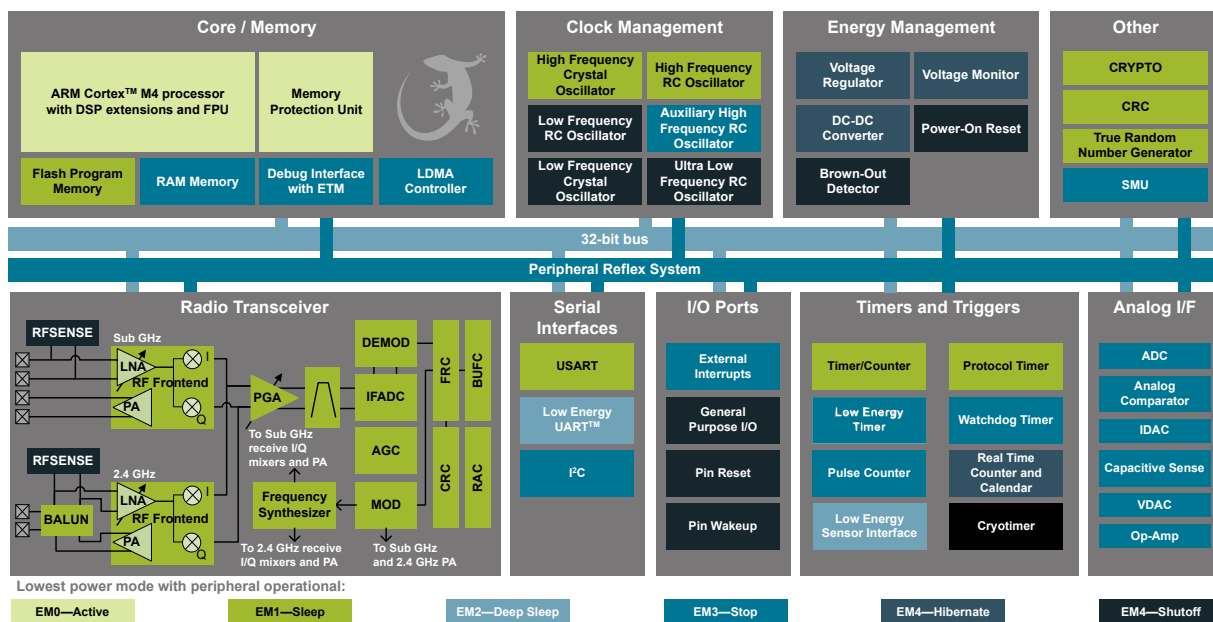 Core / Memory
ARM Cortex™ M4 processor
with DSP extensions and FPU
Memory
Protection Unit
Flash Program
Memory
RAM Memory
Debug Interface
with ETM
LDMA
Controller
Clock Management
High Frequency
Crystal
Oscillator
High Frequency
RC Oscillator
Low Frequency
RC Oscillator
Auxiliary High
Frequency RC
Oscillator
Low Frequency
Crystal
Oscillator
Ultra Low
Frequency RC
Oscillator
Energy Management
Voltage
Regulator
Voltage Monitor
DC-DC
Converter
Power-On Reset
Brown-Out
Detector
Other
CRYPTO
CRC
True Random
Number Generator
SMU
32-bit bus
Peripheral Reflex System
Radio Transceiver
RFSENSE
Sub GHz
LNA
RF Frontend
PA
I
Q
PGA
To Sub GHz
receive I/Q
mixers and PA
DEMOD
IFADC
AGC
MOD
FRC
BUFC
CRC
RAC
RFSENSE
2.4 GHz
LNA
RF Frontend
BALUN
PA
I
Q
Frequency
Synthesizer
To 2.4 GHz receive
I/Q mixers and PA
To Sub GHz
and 2.4 GHz PA
Serial
Interfaces
USART
Low Energy
UART™
I²C
I/O Ports
External
Interrupts
General
Purpose I/O
Pin Reset
Pin Wakeup
Timers and Triggers
Timer/Counter
Protocol Timer
Low Energy
Timer
Watchdog Timer
Pulse Counter
Real Time
Counter and
Calendar
Low Energy
Sensor Interface
Cryotimer
Analog I/F
ADC
Analog
Comparator
IDAC
Capacitive Sense
VDAC
Op-Amp
Lowest power mode with peripheral operational:
EM0—Active
EM1—Sleep
EM2—Deep Sleep
EM3—Stop
EM4—Hibernate
EM4—Shutoff